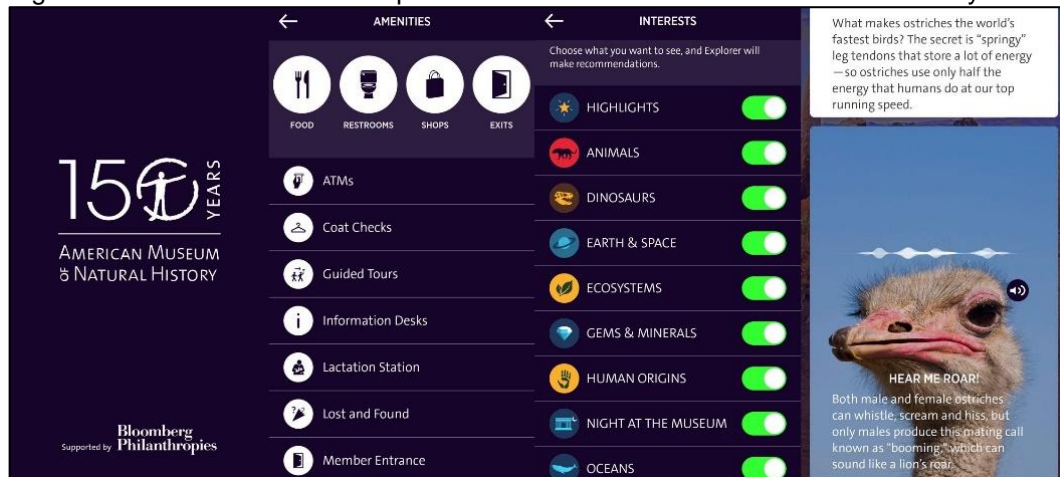 150 YEARS
AMERICAN MUSEUM
OF NATURAL HISTORY
Supported by Bloomberg
Philanthropies
AMENITIES
FOOD
RESTROOMS
SHOPS
EXITS
ATMs
Coat Checks
Guided Tours
Information Desks
Lactation Station
Lost and Found
Member Entrance
INTERESTS
Choose what you want to see, and Explorer will
make recommendations.
HIGHLIGHTS
ANIMALS
DINOSAURS
EARTH & SPACE
ECOSYSTEMS
GEMS & MINERALS
HUMAN ORIGINS
NIGHT AT THE MUSEUM
OCEANS
What makes ostriches the world's
fastest birds? The secret is "springy"
leg tendons that store a lot of energy
—so ostriches use only half the
energy that humans do at our top
running speed.
HEAR ME ROAR!
Both male and female ostriches
can whistle, scream and hiss, but
only males produce this mating call
known as "booming," which can
sound like a lion's roar.